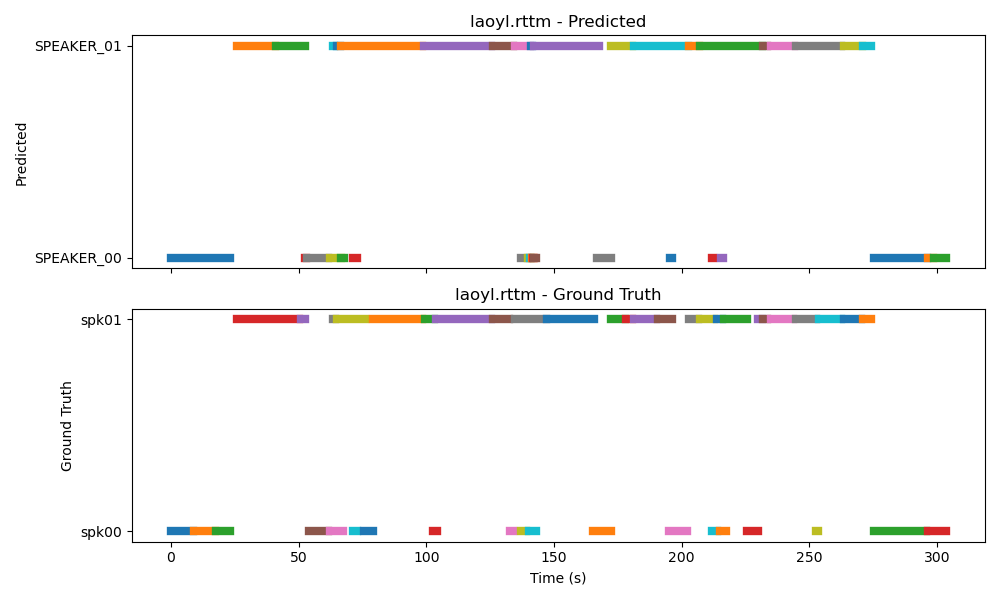 laoyl.rttm - Predicted
SPEAKER_01
Predicted
SPEAKER_00
laoyl.rttm - Ground Truth
spk01
Ground Truth
spk00
0 50 100 150 200 250 300
Time (s)